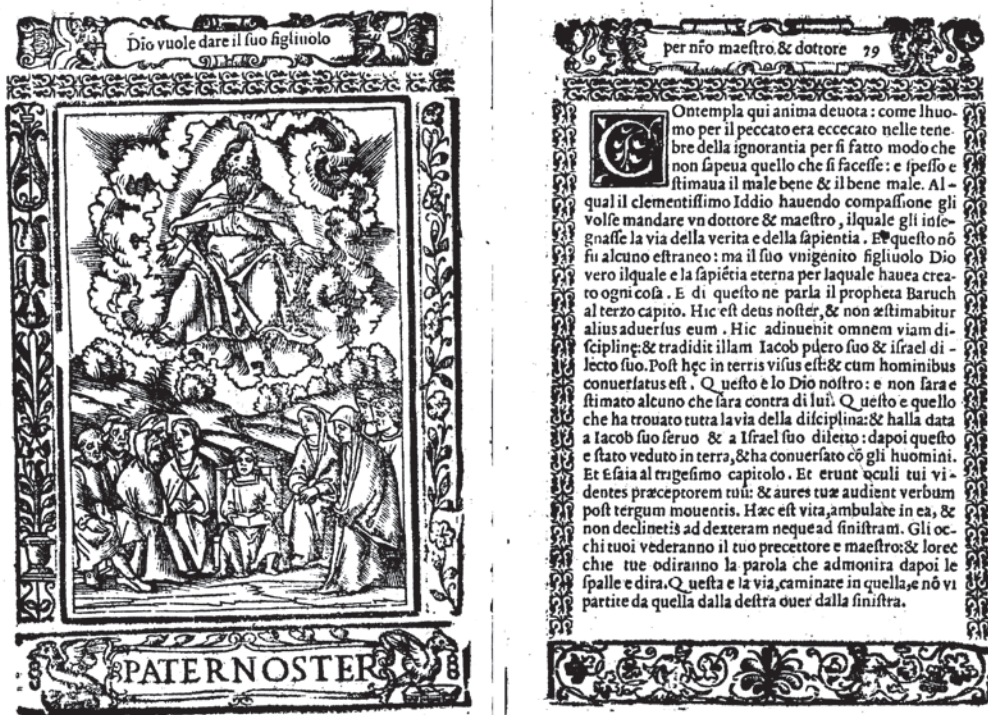 Dio vuole dare il ſuo figliuolo
PATERNOSTER
per nr̃o maeſtro.& dottore 79
COntempla qui anima deuota : come lhuo-
mo per il peccato era eccecato nelle tene-
bre della ignorantia per ſi fatto modo che
non ſapeua quello che ſi faceſſe : e ſpeſſo e
ſtimaua il male bene & il bene male. Al-
qual il clementiſſimo Iddio hauendo compaſſione gli
volſe mandare vn dottore & maeſtro, ilquale gli inſe-
gnaſſe la via della verita e della ſapientia. Et queſto nõ
fu alcuno eſtraneo : ma il ſuo vnigenito figliuolo Dio
vero ilquale e la ſapiẽtia eterna per laquale hauea crea-
to ogni coſa. E di queſto ne parla il propheta Baruch
al terzo capito. Hic eſt deus noſter, & non æſtimabitur
alius aduerſus eum. Hic adinuenit omnem viam di-
ſciplinę: & tradidit illam Iacob puero ſuo & iſrael di-
lecto ſuo. Poſt hęc in terris viſus eſt: & cum hominibus
conuerſatus eſt. Queſto è lo Dio noſtro : e non ſara e
ſtimato alcuno che ſara contra di lui. Queſto e quello
che ha trouato tutta la via della diſciplina: & halla data
a Iacob ſuo ſeruo & a Iſrael ſuo diletto : dapoi queſto
e ſtato veduto in terra, & ha conuerſato cõ gli huomini.
Et Eſaia al trigeſimo capitolo. Et erunt oculi tui vi-
dentes præceptorem tuũ: & aures tuæ audient verbum
poſt tergum mouentis. Hæc eſt vita, ambulate in ea, &
non declinetis ad dexteram neque ad ſiniſtram. Gli oc-
chi tuoi vederanno il tuo precettore e maeſtro: & lorec
chie tue odiranno la parola che admonira dapoi le
ſpalle e dira. Queſta e la via, caminate in quella, e nõ vi
partite da quella dalla deſtra ouer dalla ſiniſtra.